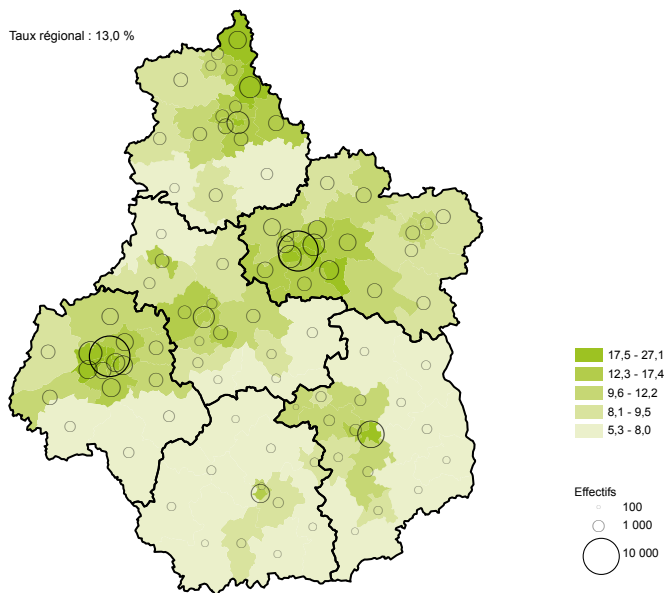 Taux régional : 13,0 %
17,5 - 27,1
12,3 - 17,4
9,6 - 12,2
8,1 - 9,5
5,3 - 8,0
Effectifs
100
1 000
10 000